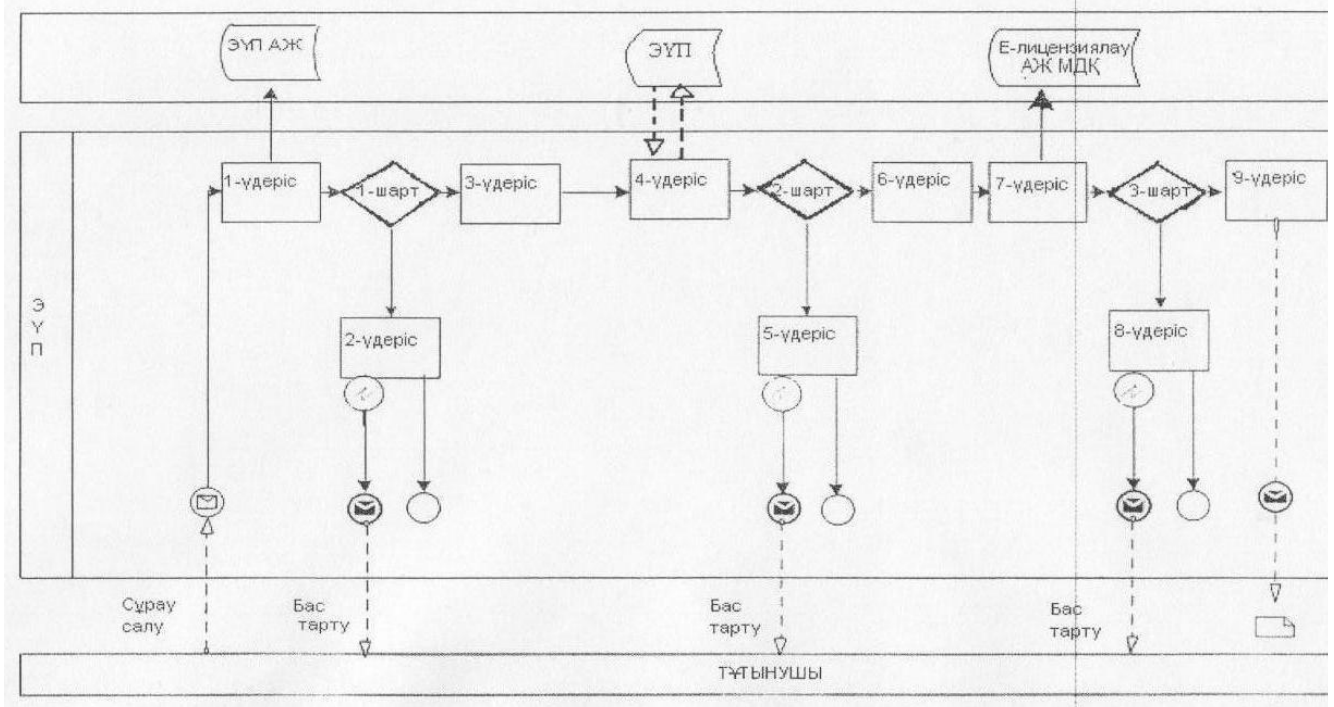 ЭҮП АЖ
ЭҮП
Е-лицензиялау
АЖ МДҚ
1-үдеріс
1-шарт
3-үдеріс
4-үдеріс
2-шарт
6-үдеріс
7-үдеріс
3-шарт
9-үдеріс
Э
Ү
П
2-үдеріс
5-үдеріс
8-үдеріс
Сұрау
салу
Бас
тарту
Бас
тарту
Бас
тарту
ТҰТЫНУШЫ